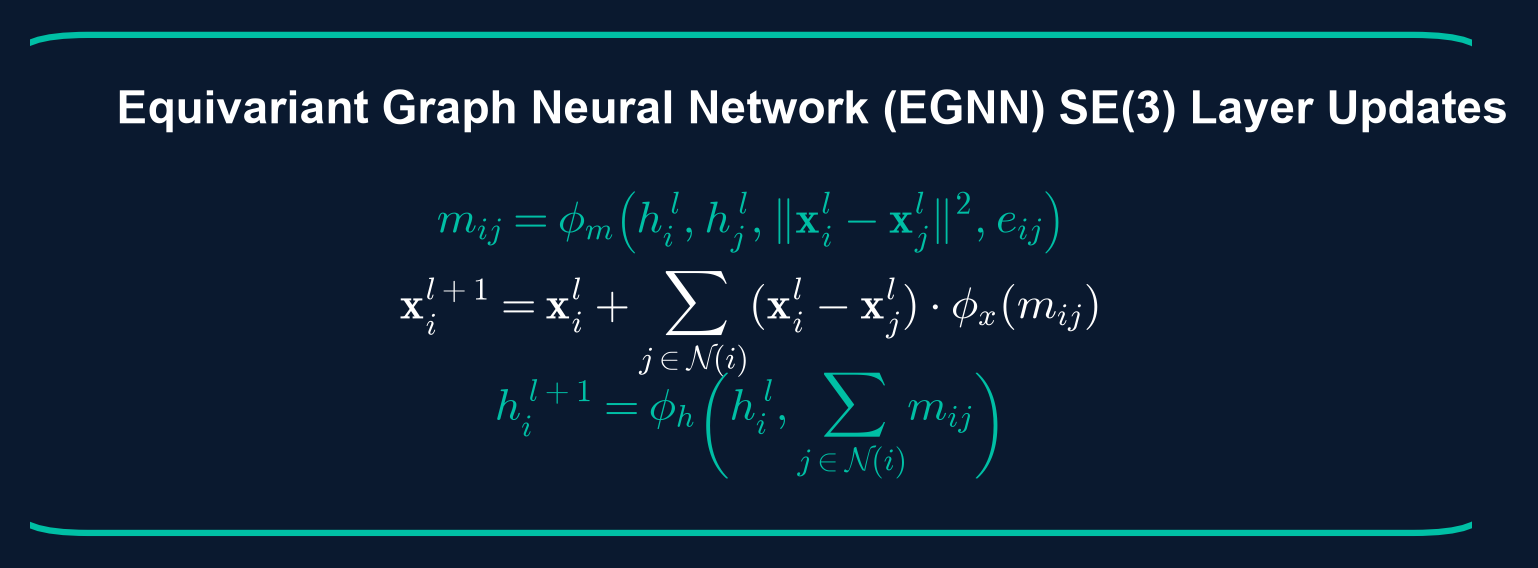 Equivariant Graph Neural Network (EGNN) SE(3) Layer Updates
$m_{ij} = \phi_m\left(h_i^l, h_j^l, \|\mathbf{x}_i^l - \mathbf{x}_j^l\|^2, e_{ij}\right)$
$\mathbf{x}_i^{l+1} = \mathbf{x}_i^l + \sum_{j \in \mathcal{N}(i)} (\mathbf{x}_i^l - \mathbf{x}_j^l) \cdot \phi_x(m_{ij})$
$h_i^{l+1} = \phi_h\left(h_i^l, \sum_{j \in \mathcal{N}(i)} m_{ij}\right)$